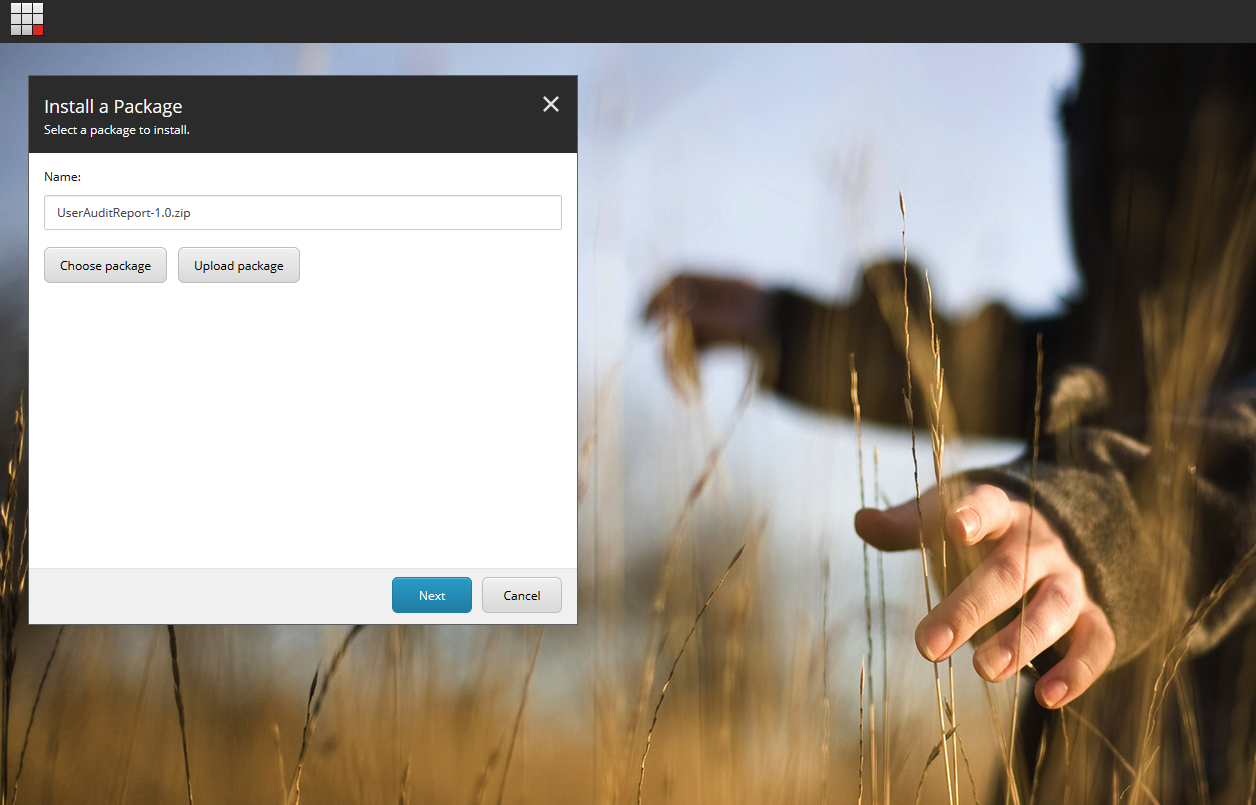 Install a Package
Select a package to install.
Name:
UserAuditReport-1.0.zip
Choose package
Upload package
Next
Cancel